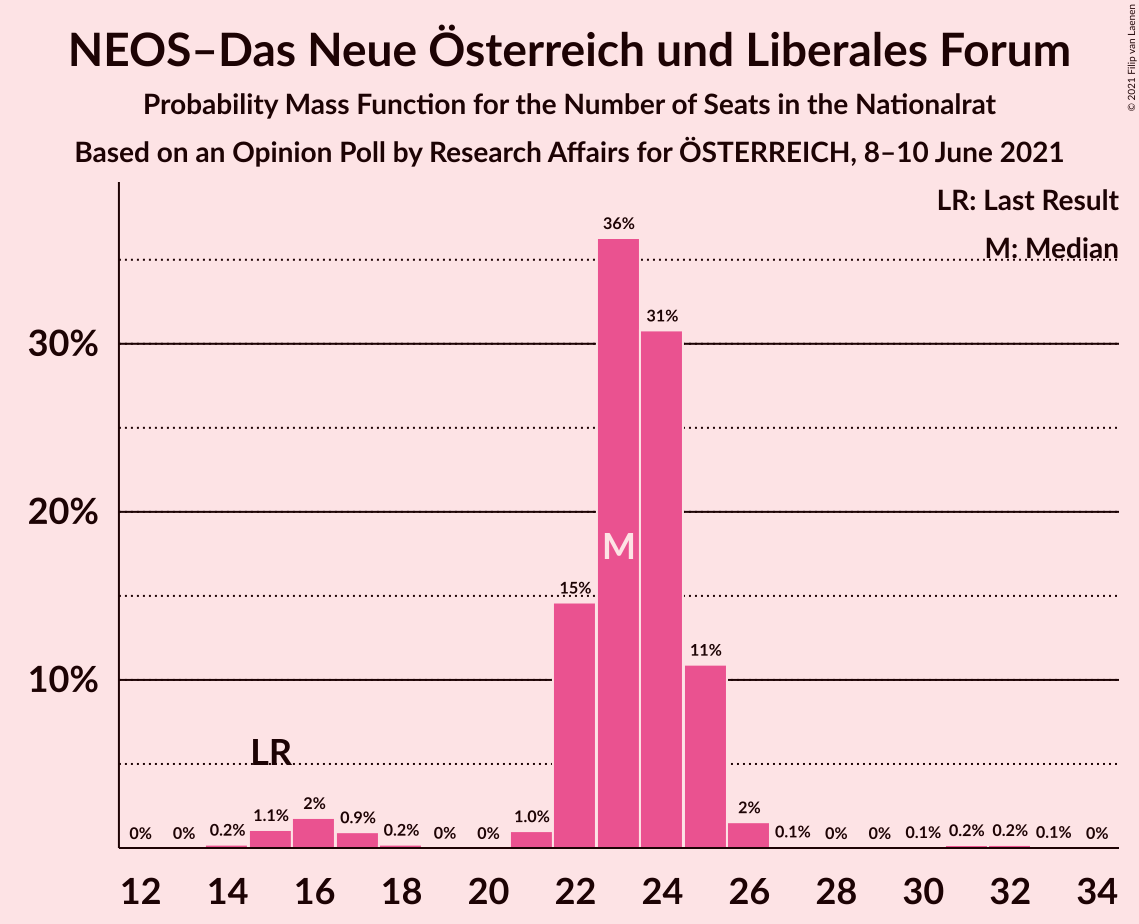 NEOS–Das Neue Österreich und Liberales Forum
Probability Mass Function for the Number of Seats in the Nationalrat
Based on an Opinion Poll by Research Affairs for ÖSTERREICH, 8–10 June 2021
© 2021 Filip van Laenen
LR: Last Result
M: Median
36%
31%
30%
20%
M
15%
11%
10%
LR
0% 0% 0.2% 1.1% 2% 0.9% 0.2% 0% 0% 1.0% 2% 0.1% 0% 0% 0.1% 0.2% 0.2% 0.1% 0%
12 14 16 18 20 22 24 26 28 30 32 34